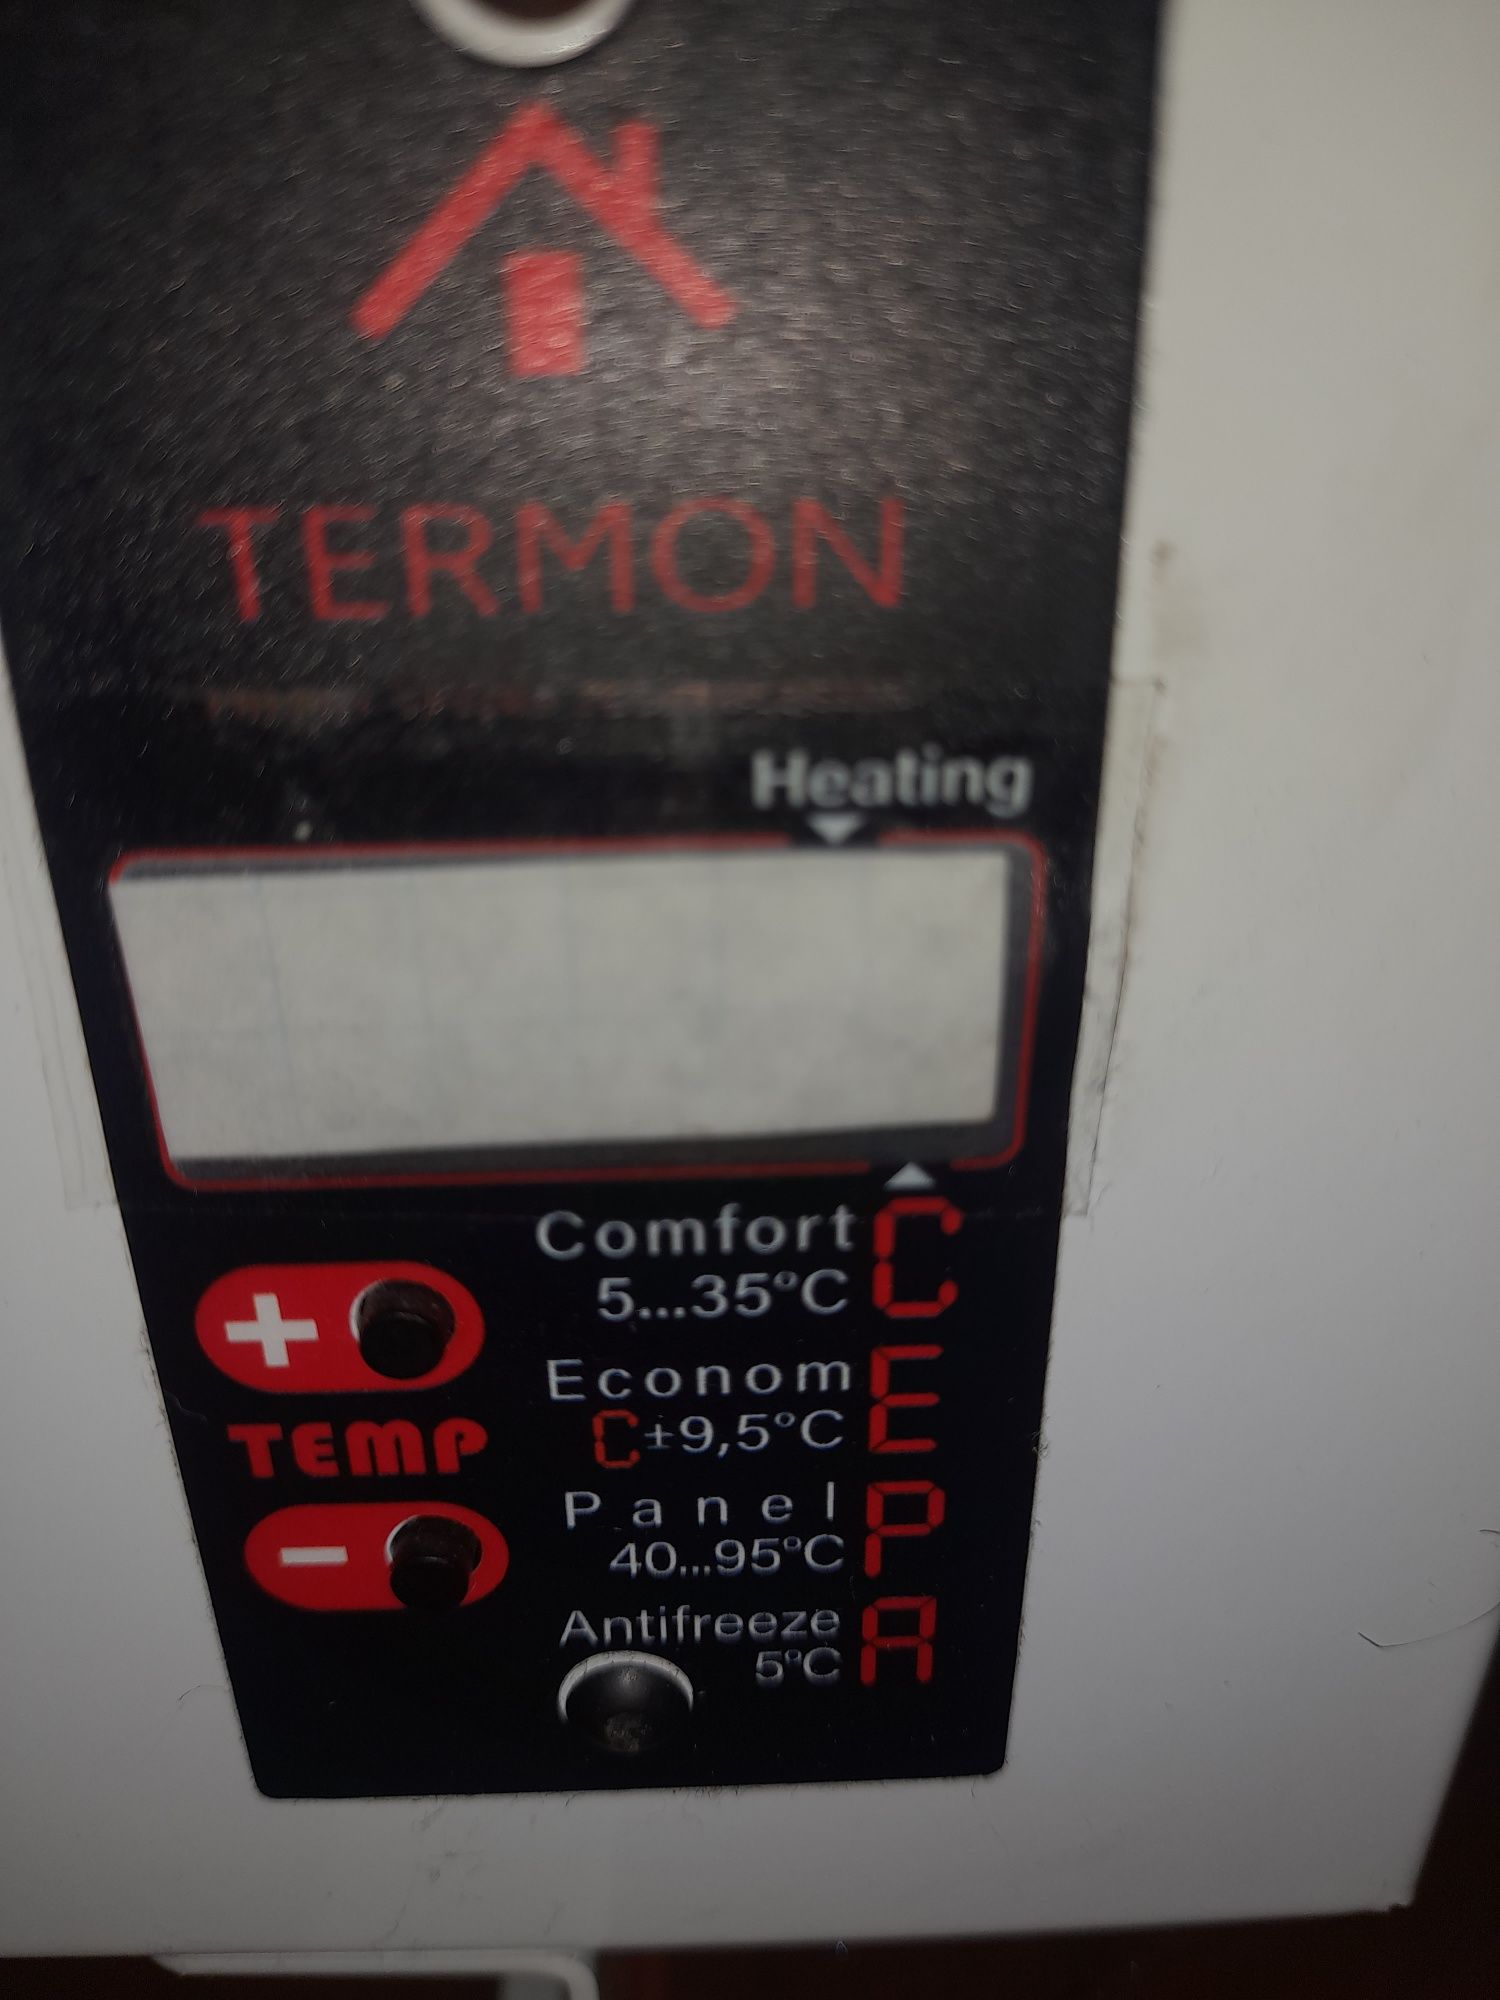 TERMON
Heating
Comfort C
5...35°C
Econom E
C±9,5°C
Panel P
40...95°C
Antifreeze A
5°C
+
TEMP
-